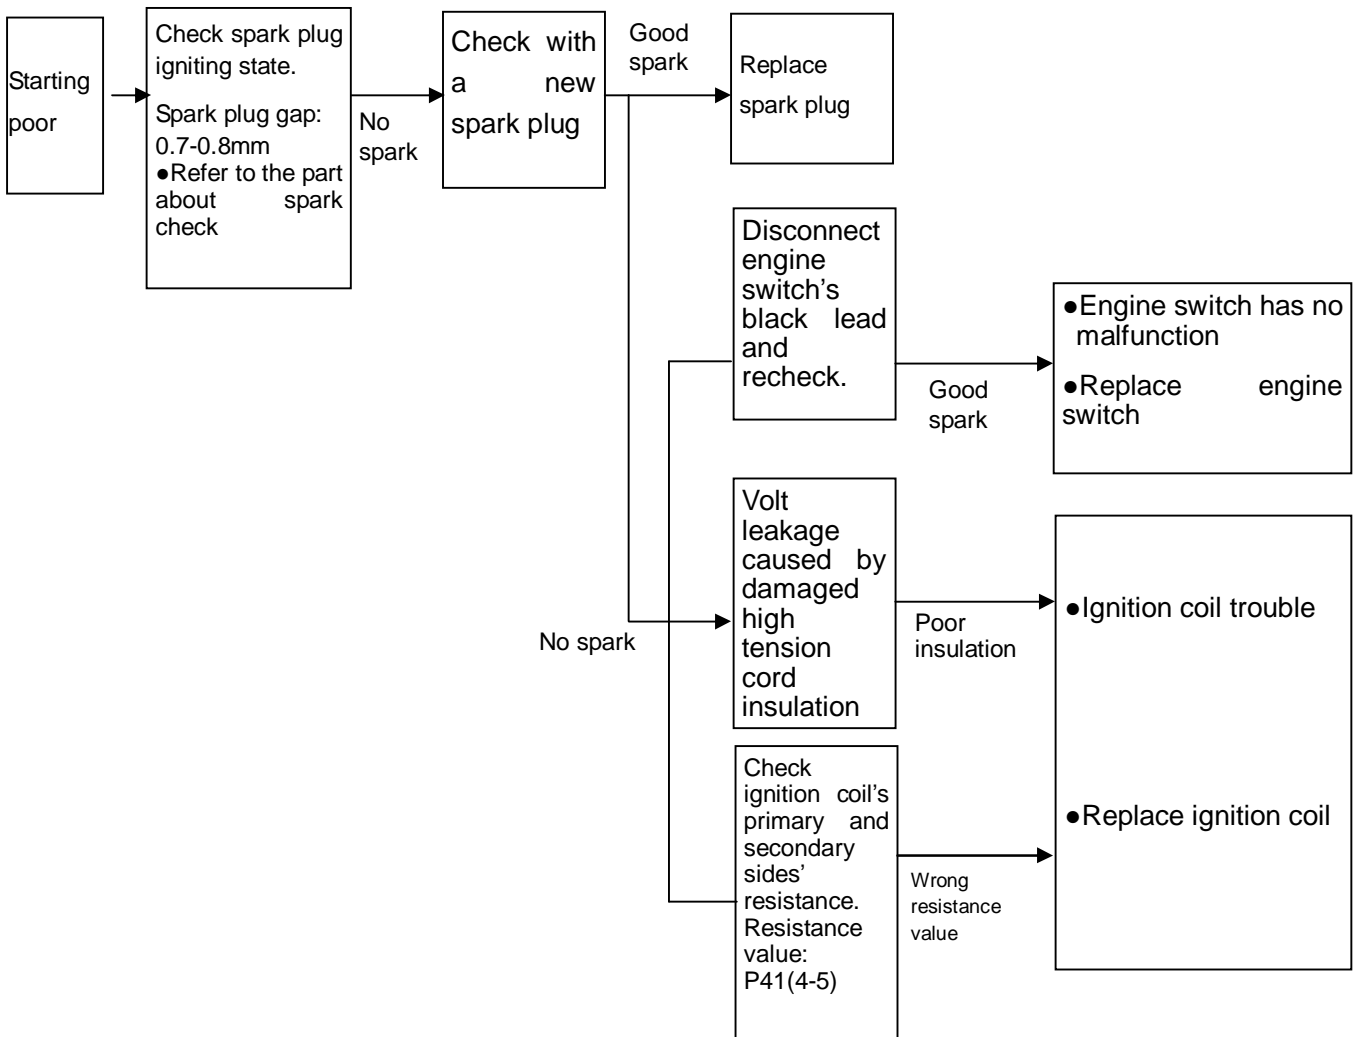 Starting
poor
Check spark plug
igniting state.
Spark plug gap:
0.7-0.8mm
●Refer to the part
about spark
check
No
spark
Check with
a new
spark plug
Good
spark
Replace
spark plug
No spark
Disconnect
engine
switch’s
black lead
and
recheck.
Good
spark
●Engine switch has no
malfunction
●Replace engine
switch
Volt
leakage
caused by
damaged
high
tension
cord
insulation
Poor
insulation
●Ignition coil trouble
●Replace ignition coil
Check
ignition coil’s
primary and
secondary
sides’
resistance.
Resistance
value:
P41(4-5)
Wrong
resistance
value